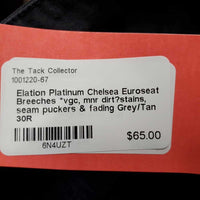 The Tack Collector
1001220-67
Elation Platinum Chelsea Euroseat
Breeches *vgc, mnr dirt?stains,
seam puckers & fading Grey/Tan
30R
$65.00
6N4UZT